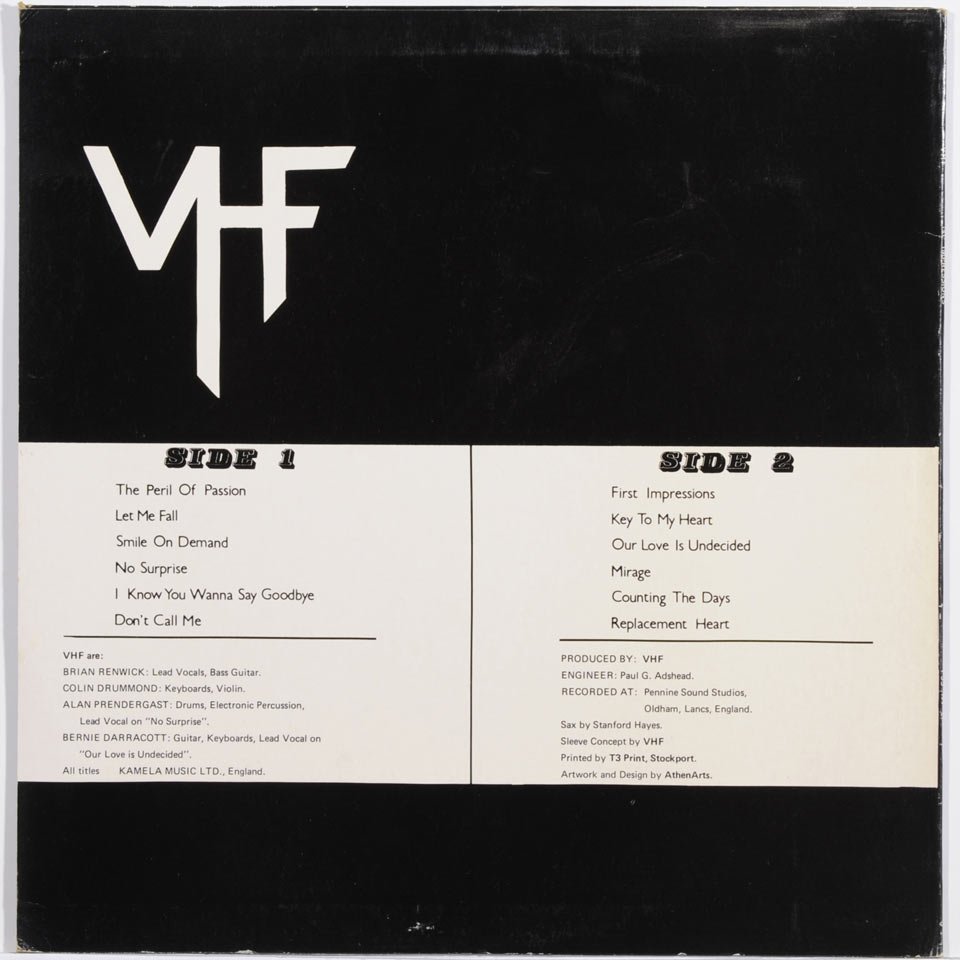 VHF
SIDE 1
The Peril Of Passion
Let Me Fall
Smile On Demand
No Surprise
I Know You Wanna Say Goodbye
Don't Call Me
VHF are:
BRIAN RENWICK: Lead Vocals, Bass Guitar.
COLIN DRUMMOND: Keyboards, Violin.
ALAN PRENDERGAST: Drums, Electronic Percussion,
Lead Vocal on "No Surprise".
BERNIE DARRACOTT: Guitar, Keyboards, Lead Vocal on
"Our Love is Undecided".
All titles KAMELA MUSIC LTD., England.
SIDE 2
First Impressions
Key To My Heart
Our Love Is Undecided
Mirage
Counting The Days
Replacement Heart
PRODUCED BY: VHF
ENGINEER: Paul G. Adshead.
RECORDED AT: Pennine Sound Studios,
Oldham, Lancs, England.
Sax by Stanford Hayes.
Sleeve Concept by VHF
Printed by T3 Print, Stockport.
Artwork and Design by AthenArts.